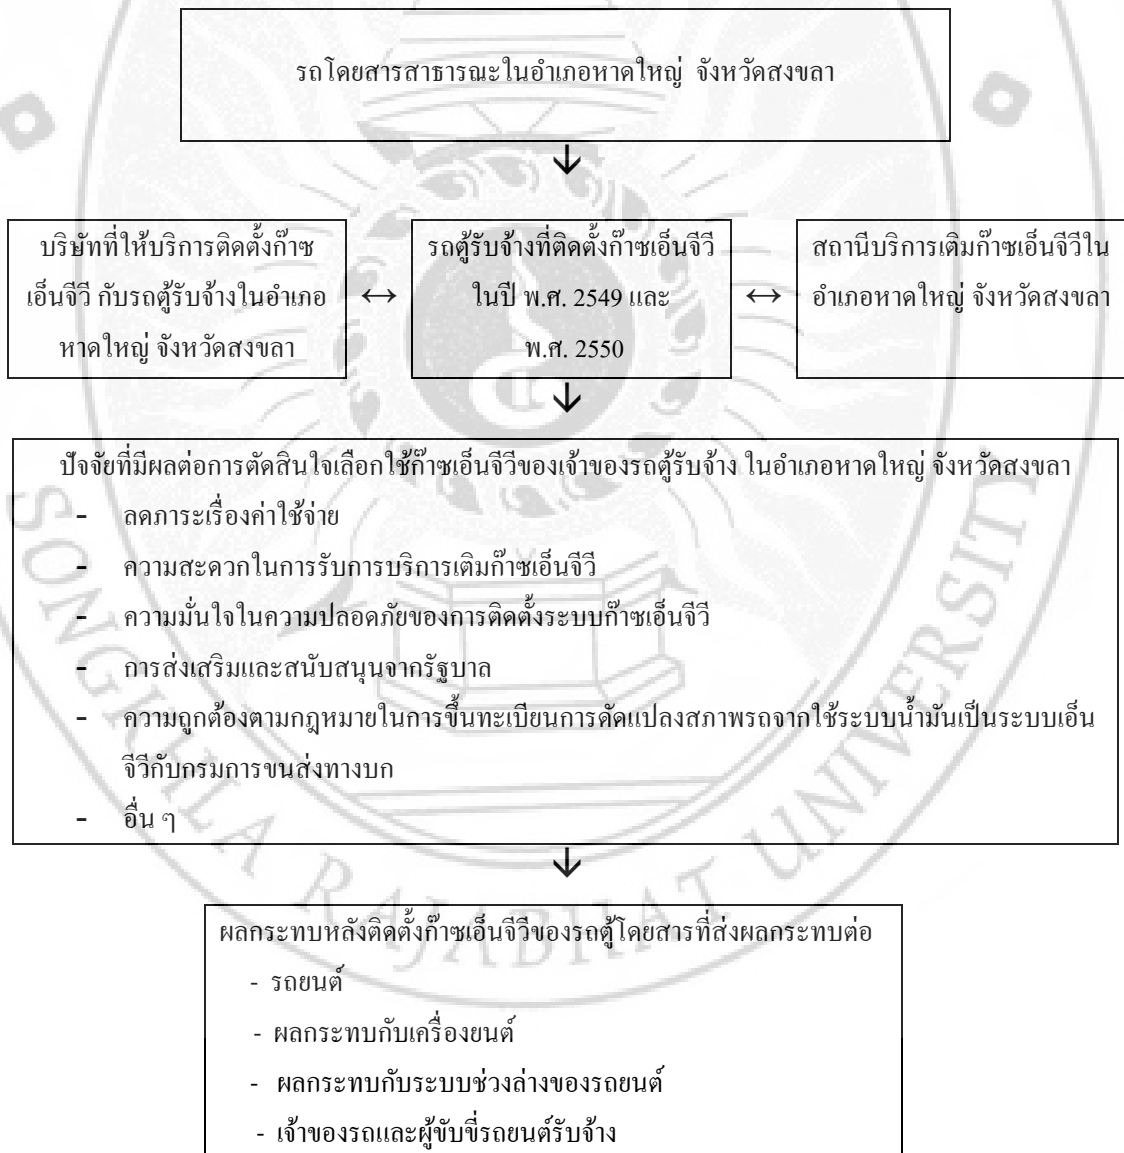 รถโดยสารสาธารณะในอำเภอหาดใหญ่ จังหวัดสงขลา
↓
บริษัทที่ให้บริการติดตั้งก๊าซ
เอ็นจีวี กับรถตู้รับจ้างในอำเภอ
หาดใหญ่ จังหวัดสงขลา
↔
รถตู้รับจ้างที่ติดตั้งก๊าซเอ็นจีวี
ในปี พ.ศ. 2549 และ
พ.ศ. 2550
↔
สถานีบริการเติมก๊าซเอ็นจีวีใน
อำเภอหาดใหญ่ จังหวัดสงขลา
↓
ปัจจัยที่มีผลต่อการตัดสินใจเลือกใช้ก๊าซเอ็นจีวีของเจ้าของรถตู้รับจ้าง ในอำเภอหาดใหญ่ จังหวัดสงขลา
- ลดภาระเรื่องค่าใช้จ่าย
- ความสะดวกในการรับการบริการเติมก๊าซเอ็นจีวี
- ความมั่นใจในความปลอดภัยของการติดตั้งระบบก๊าซเอ็นจีวี
- การส่งเสริมและสนับสนุนจากรัฐบาล
- ความถูกต้องตามกฎหมายในการขึ้นทะเบียนการดัดแปลงสภาพรถจากใช้ระบบน้ำมันเป็นระบบเอ็น
จีวีกับกรมการขนส่งทางบก
- อื่น ๆ
↓
ผลกระทบหลังติดตั้งก๊าซเอ็นจีวีของรถตู้โดยสารที่ส่งผลกระทบต่อ
- รถยนต์
- ผลกระทบกับเครื่องยนต์
- ผลกระทบกับระบบช่วงล่างของรถยนต์
- เจ้าของรถและผู้ขับขี่รถยนต์รับจ้าง
SONGKHLA RAJABHAT UNIVERSITY